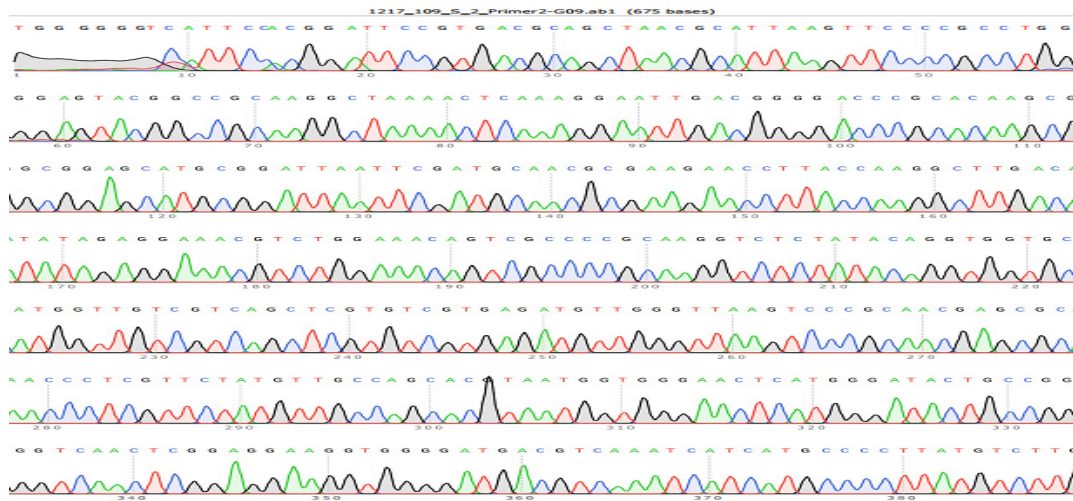 1217_109_S_2_Primer2-G09.ab1 (675 bases)
T G G G G G G T C A T T C C A C G G A T T C C G T G A C G C A G C T A A C G C A T T A A G T T C C C C G C C T G G
1 10 20 30 40 50
G G A G T A C G G C C G C A A G G C T A A A A C T C A A A G G A A T T G A C G G G G A C C C G C A C A A G C G
60 70 80 90 100 110
G C G G A G C A T G C G G A T T A A T T C G A T G C A A C G C G A A G A A C C T T A C C A A G G C T T G A C A
120 130 140 150 160
A T A T A G A G G A A A C G T C T G G A A A C A G T C G C C C C G C A A G G T C T C T A T A C A G G T G G T G C
170 180 190 200 210 220
A T G G T T G T C G T C A G C T C G T G T C G T G A G A T G T T G G G T T A A G T C C C G C A A C G A G C G C
230 240 250 260 270
A A C C C T C G T T C T A T G T T G C C A G C A C G T A A T G G T G G G A A C T C A T G G G A T A C T G C C G G
280 290 300 310 320 330
G G T C A A C T C G G A G G A A G G T G G G G A T G A C G T C A A A T C A T C A T G C C C C T T A T G T C T T G
340 350 360 370 380